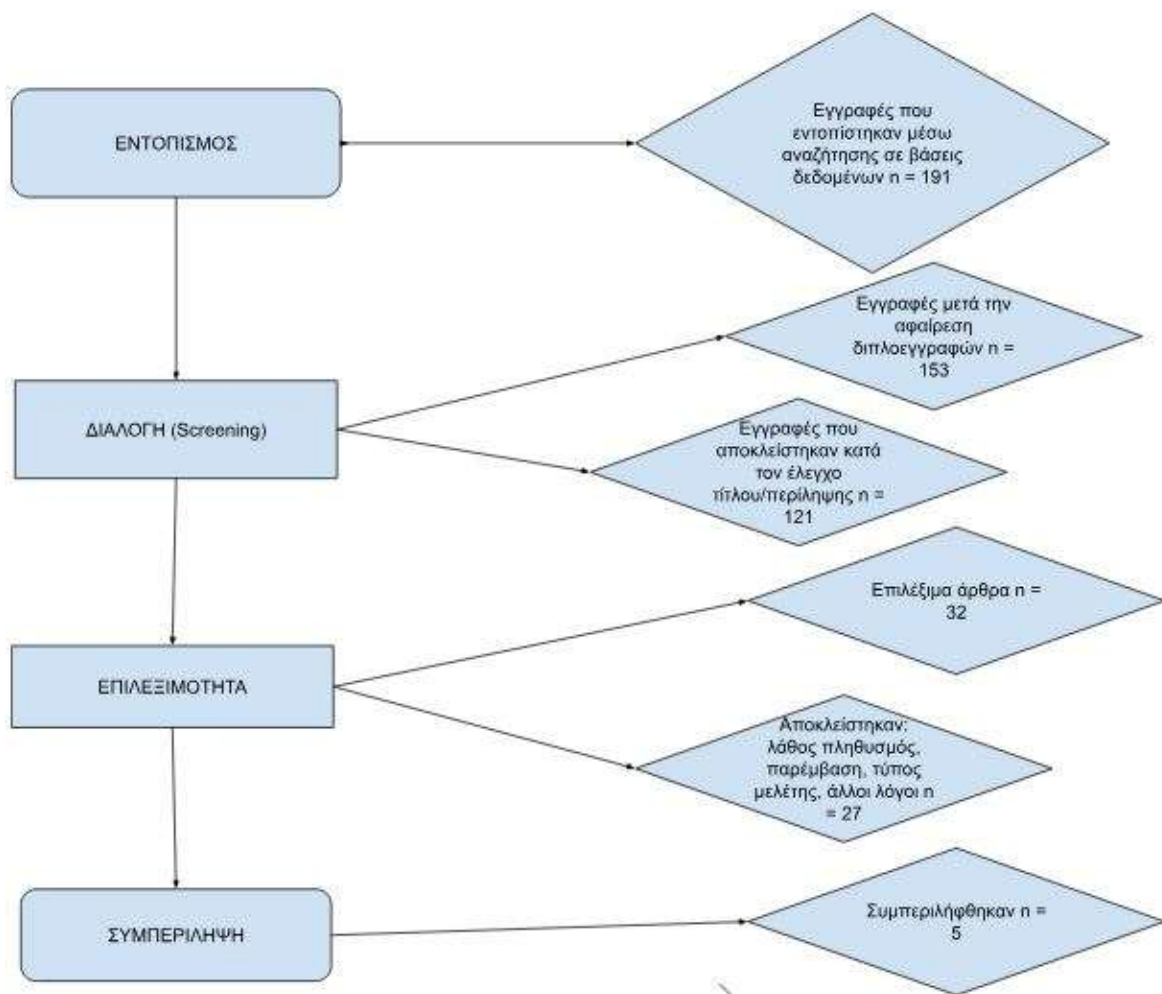 ΕΝΤΟΠΙΣΜΟΣ
Εγγραφές που
εντοπίστηκαν μέσω
αναζήτησης σε βάσεις
δεδομένων n = 191
Εγγραφές μετά την
αφαίρεση
διπλοεγγραφών n =
153
ΔΙΑΛΟΓΗ (Screening)
Εγγραφές που
αποκλείστηκαν κατά
τον έλεγχο
τίτλου/περίληψης n =
121
Επιλέξιμα άρθρα n =
32
ΕΠΙΛΕΞΙΜΟΤΗΤΑ
Αποκλείστηκαν:
λάθος πληθυσμός,
παρέμβαση, τύπος
μελέτης, άλλοι λόγοι n
= 27
ΣΥΜΠΕΡΙΛΗΨΗ
Συμπεριλήφθηκαν n =
5